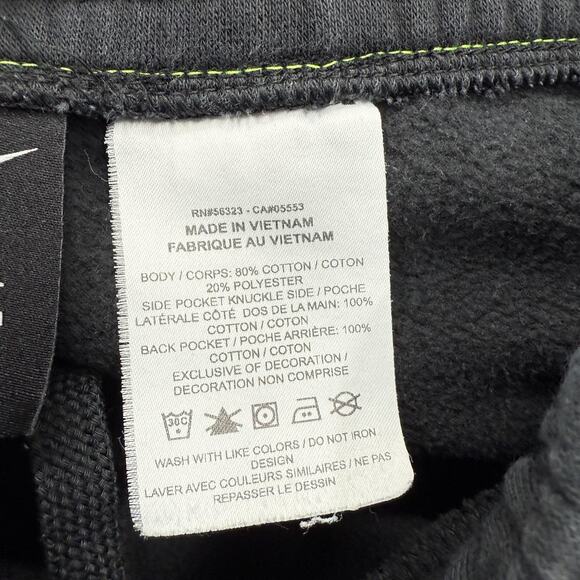 RN#56323 - CA#05553
MADE IN VIETNAM
FABRIQUE AU VIETNAM
BODY / CORPS: 80% COTTON / COTON
20% POLYESTER
SIDE POCKET KNUCKLE SIDE / POCHE
LATÉRALE CÔTÉ DOS DE LA MAIN: 100%
COTTON / COTON
BACK POCKET / POCHE ARRIÈRE: 100%
COTTON / COTON
EXCLUSIVE OF DECORATION /
DECORATION NON COMPRISE
30C
WASH WITH LIKE COLORS / DO NOT IRON
DESIGN
LAVER AVEC COULEURS SIMILAIRES / NE PAS
REPASSER LE DESSIN